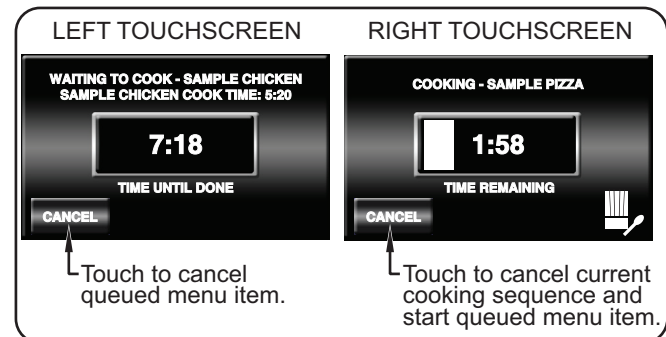 LEFT TOUCHSCREEN
WAITING TO COOK - SAMPLE CHICKEN
SAMPLE CHICKEN COOK TIME: 5:20
7:18
TIME UNTIL DONE
CANCEL
Touch to cancel
queued menu item.
RIGHT TOUCHSCREEN
COOKING - SAMPLE PIZZA
1:58
TIME REMAINING
CANCEL
Touch to cancel current
cooking sequence and
start queued menu item.